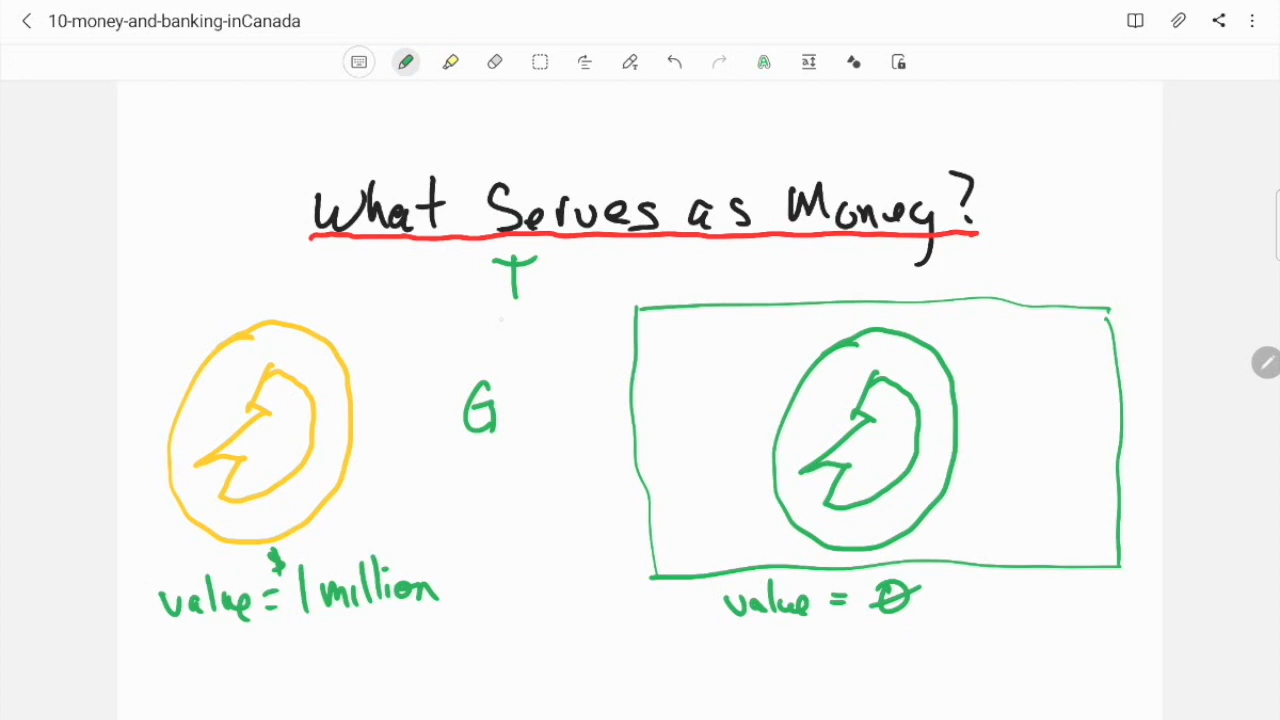 10-money-and-banking-inCanada
What Serves as Money?
T
G
value = $1 million
value = 0